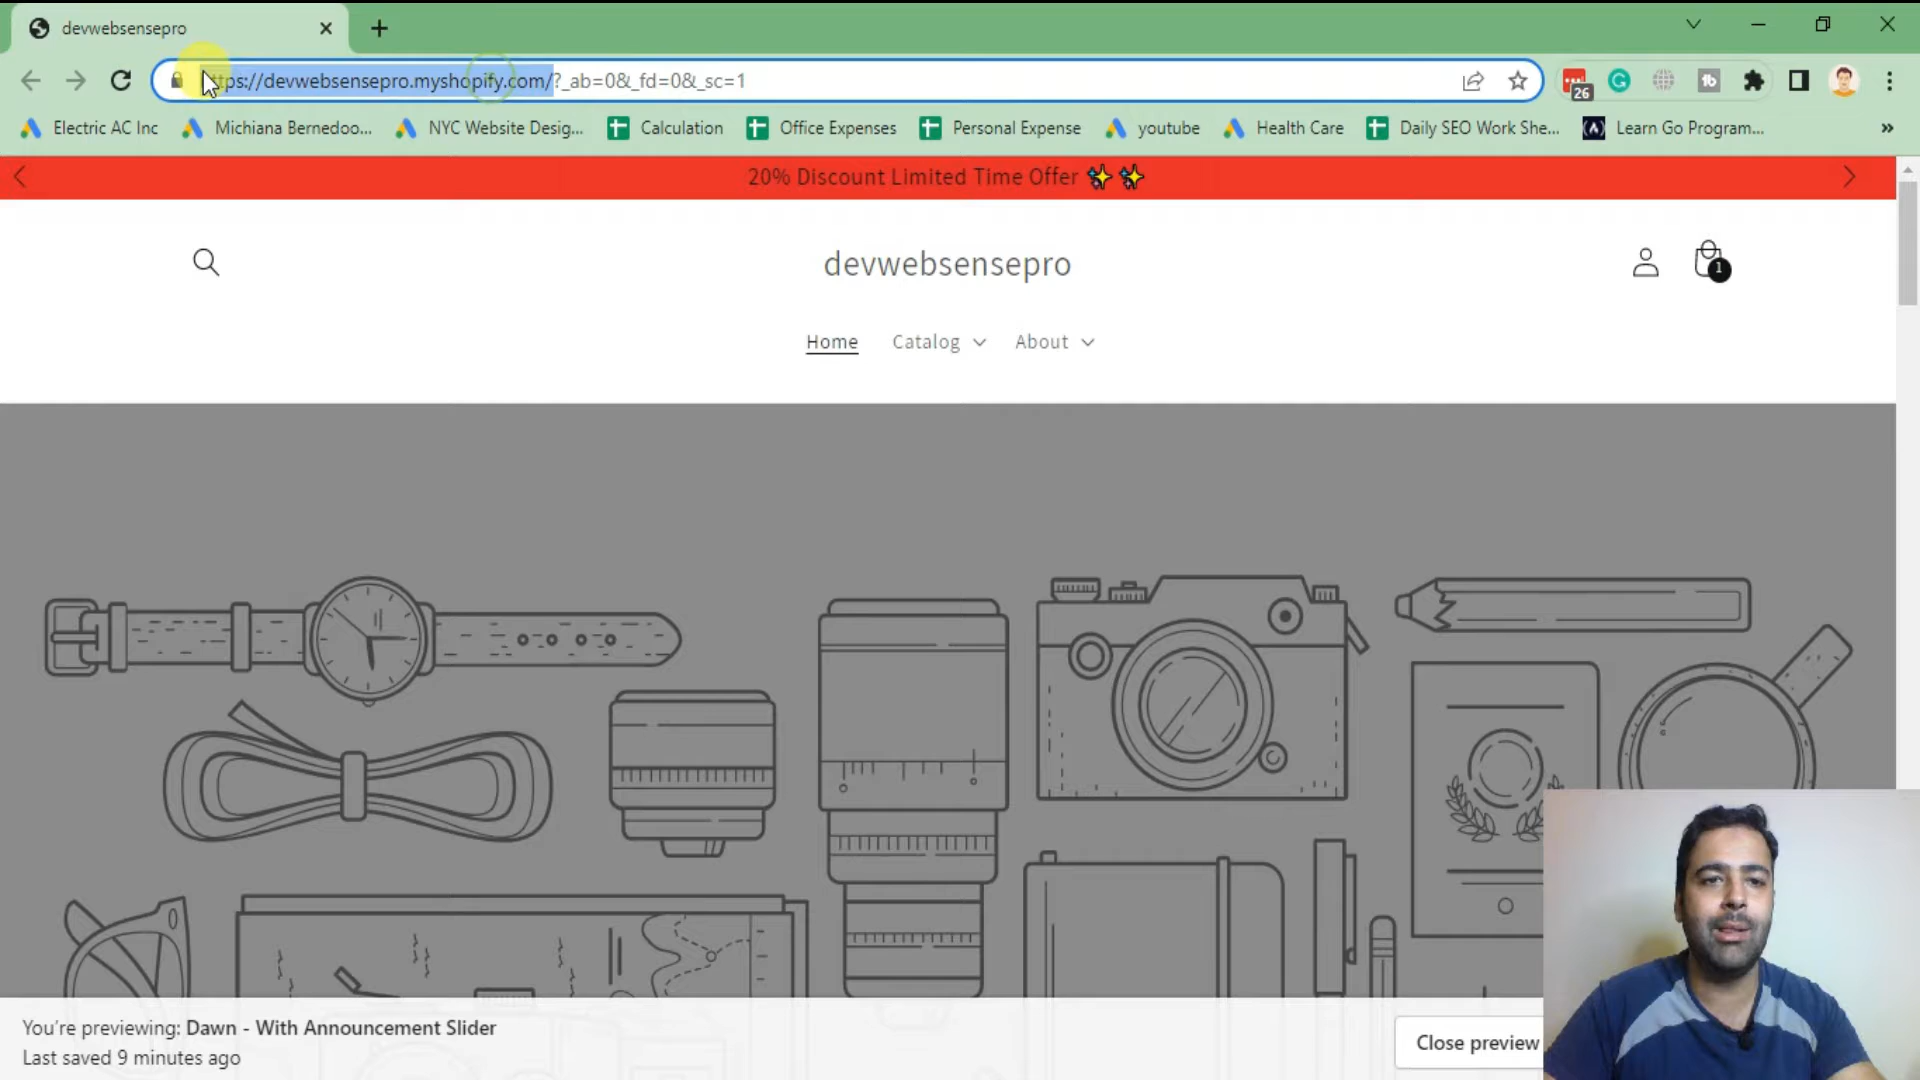 devwebsensepro
https://devwebsensepro.myshopify.com/?_ab=0&_fd=0&_sc=1
26
Electric AC Inc
Michiana Bernedoo...
NYC Website Desig...
Calculation
Office Expenses
Personal Expense
youtube
Health Care
Daily SEO Work She...
Learn Go Program...
»
20% Discount Limited Time Offer ✨✨
devwebsensepro
1
Home
Catalog
About
You're previewing: Dawn - With Announcement Slider
Last saved 9 minutes ago
Close preview